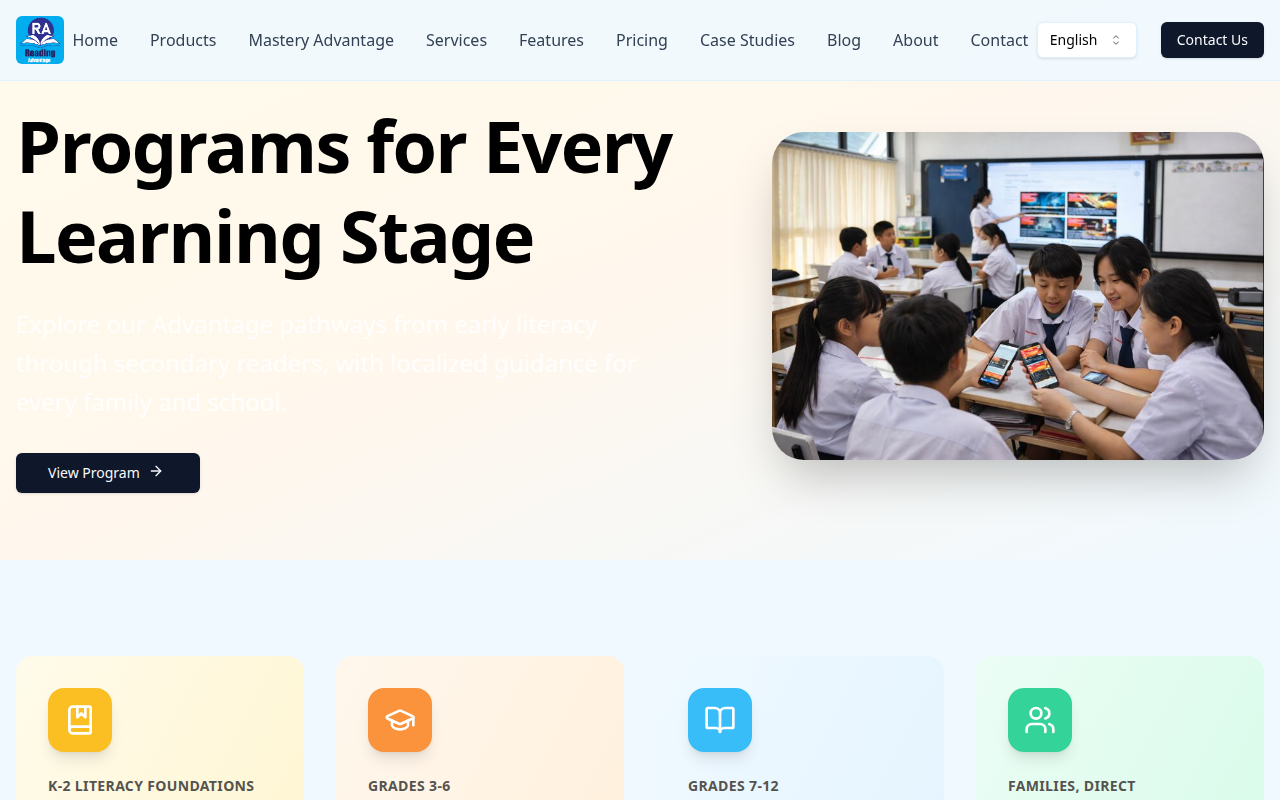 RA
Reading
Advantage
Home
Products
Mastery Advantage
Services
Features
Pricing
Case Studies
Blog
About
Contact
English
Contact Us
Programs for Every
Learning Stage
Explore our Advantage pathways from early literacy
through secondary readers, with localized guidance for
every family and school.
View Program
K-2 LITERACY FOUNDATIONS
GRADES 3-6
GRADES 7-12
FAMILIES, DIRECT